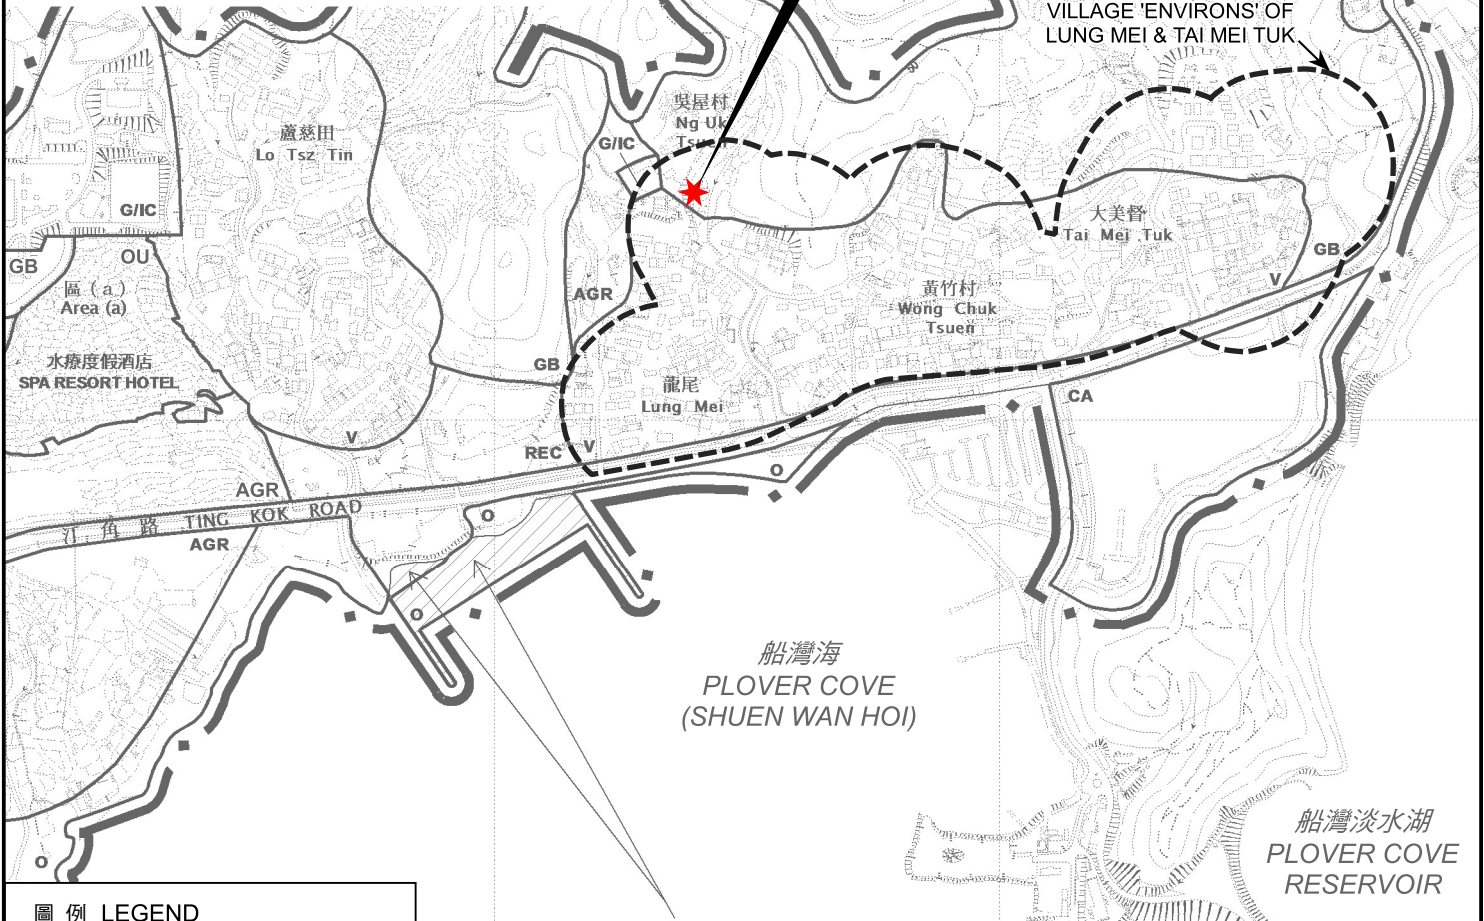 VILLAGE 'ENVIRONS' OF
LUNG MEI & TAI MEI TUK
吳屋村
Ng Uk
Tsuen
蘆慈田
Lo Tsz Tin
G/IC
G/IC
GB
OU
區（a）
Area (a)
水療度假酒店
SPA RESORT HOTEL
大美督
Tai Mei Tuk
GB
V
黃竹村
Wong Chuk
Tsuen
AGR
GB
龍尾
Lung Mei
CA
V
REC
V
O
AGR
汀角路 TING KOK ROAD
AGR
O
O
船灣海
PLOVER COVE
(SHUEN WAN HOI)
船灣淡水湖
PLOVER COVE
RESERVOIR
O
圖例 LEGEND